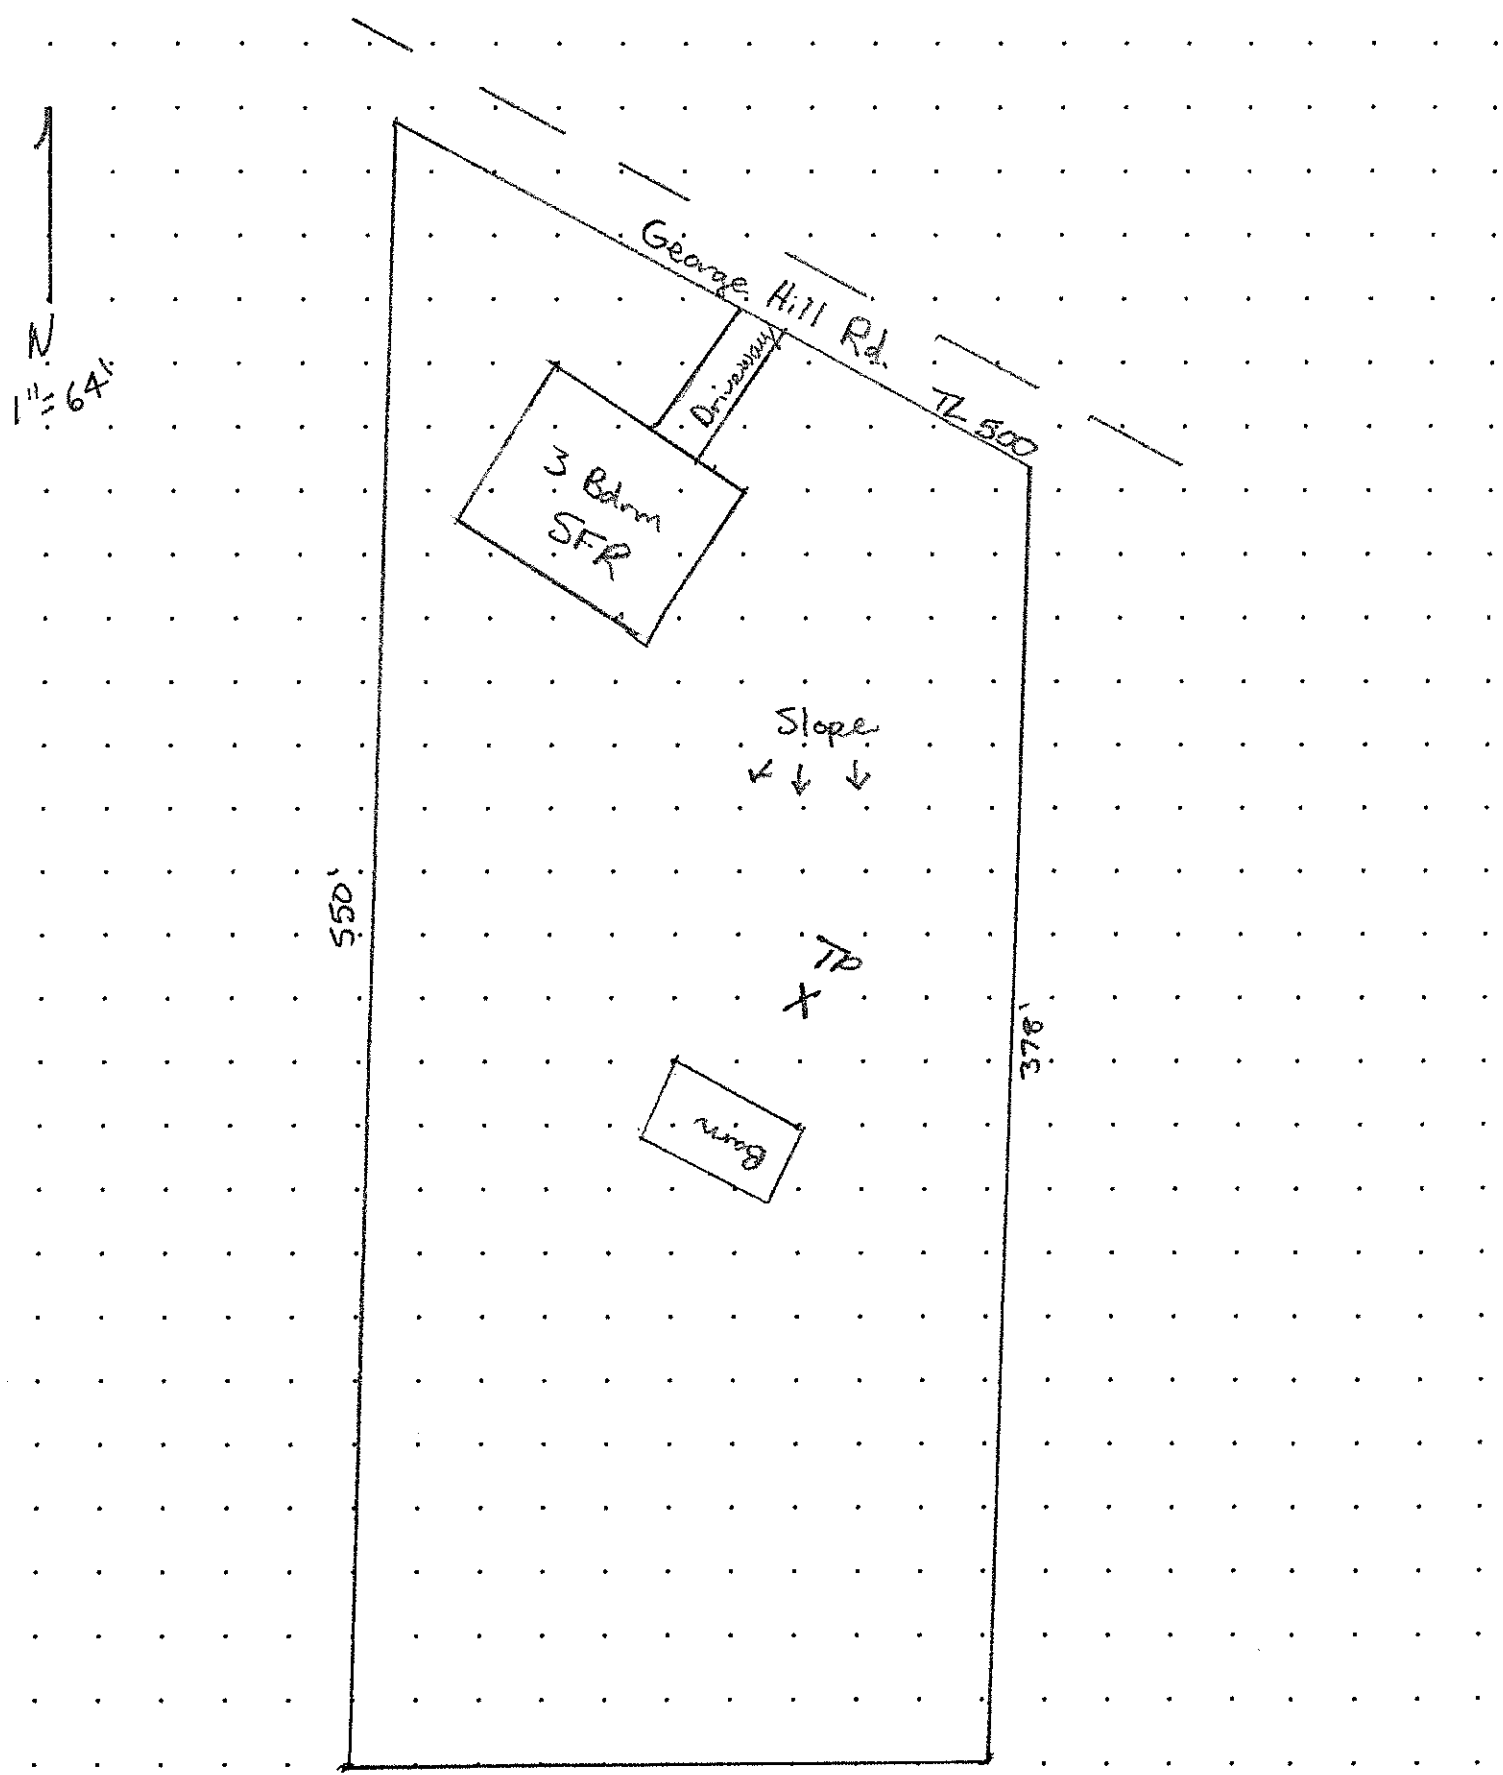 N
1"=64'
George Hill Rd.
TL 500
Driveway
3 Bdrm
SFR
Slope
550'
TP
378'
Barn